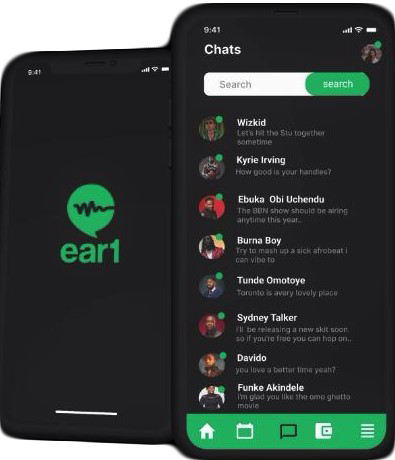 9:41
ear1
9:41
Chats
Search
search
Wizkid
Let's hit the Stu together
sometime
Kyrie Irving
How good is your handles?
Ebuka Obi Uchendu
The BBN show should be airing
anytime this year..
Burna Boy
Try to mash up a sick afrobeat i
can vibe to
Tunde Omotoye
Toronto is avery lovely place
Sydney Talker
i'll be releasing a new skit soon
so if you're free you can hop on..
Davido
you love a better time yeah?
Funke Akindele
I'm glad you like the ome ghetto
movie